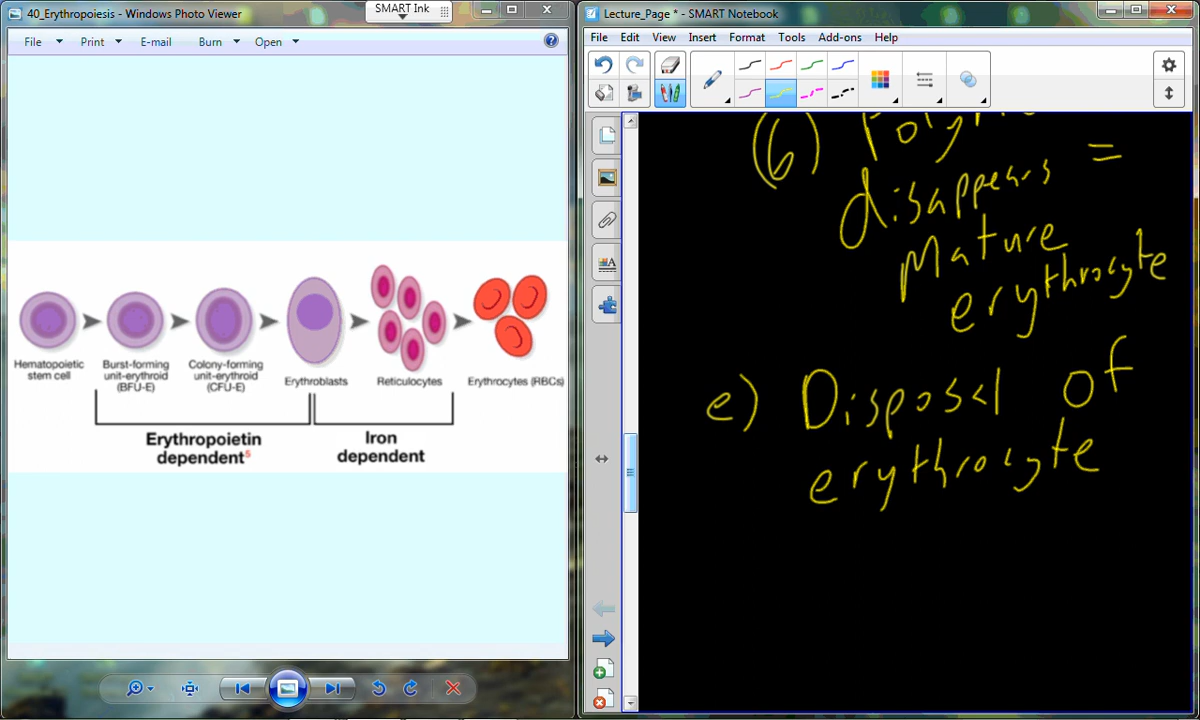 40_Erythropoiesis - Windows Photo Viewer
SMART Ink
File Print E-mail Burn Open
Hematopoietic
stem cell
Burst-forming
unit-erythroid
(BFU-E)
Colony-forming
unit-erythroid
(CFU-E)
Erythroblasts
Reticulocytes
Erythrocytes (RBCs)
Erythropoietin
dependent5
Iron
dependent
Lecture_Page * - SMART Notebook
File Edit View Insert Format Tools Add-ons Help
(6)
disappears =
Mature
erythrocyte
e) Disposal of
erythrocyte